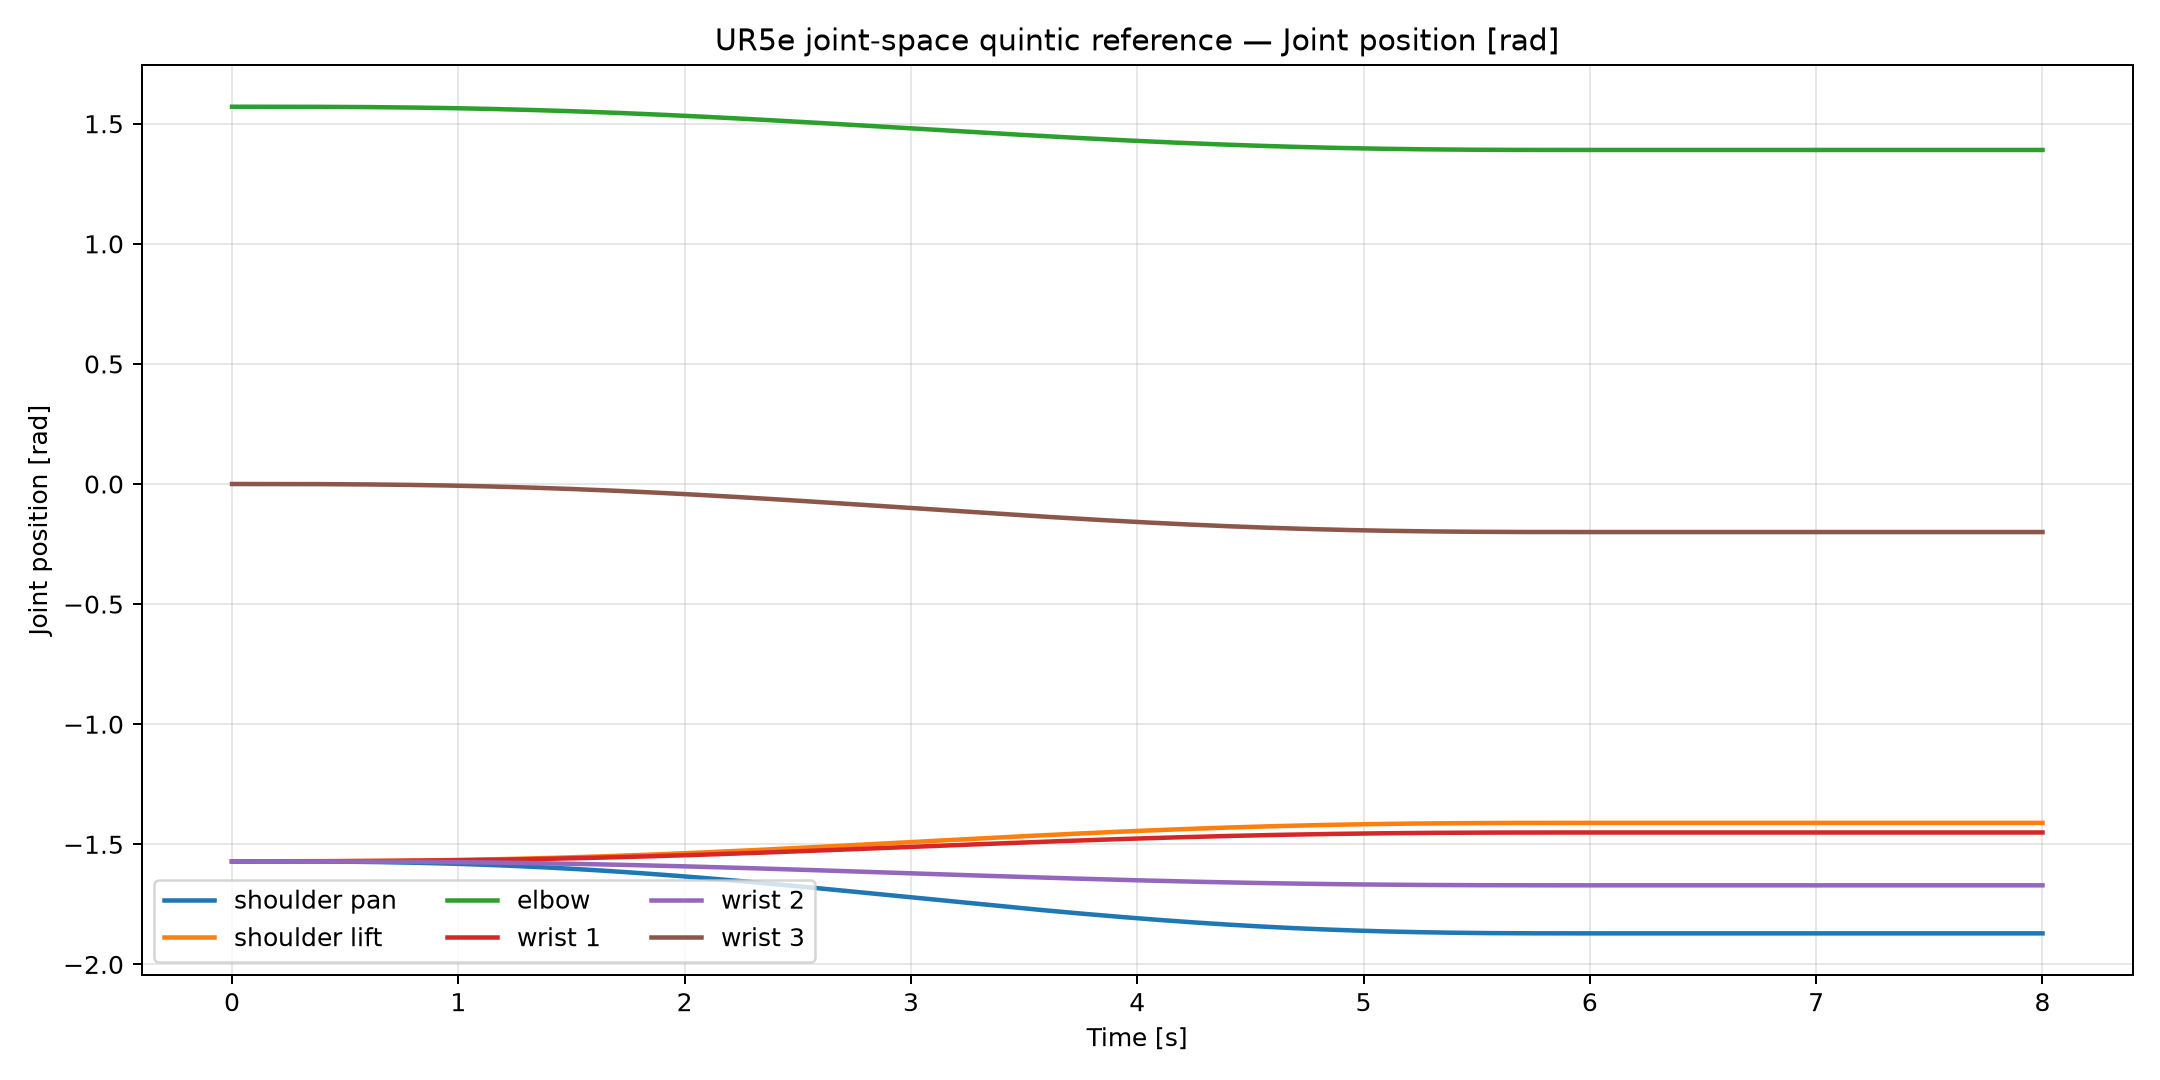 UR5e joint-space quintic reference — Joint position [rad]
Joint position [rad]
1.5
1.0
0.5
0.0
−0.5
−1.0
−1.5
−2.0
shoulder pan
shoulder lift
elbow
wrist 1
wrist 2
wrist 3
0 1 2 3 4 5 6 7 8
Time [s]